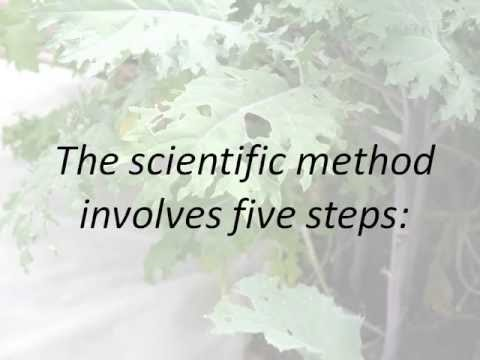 The scientific method
involves five steps: